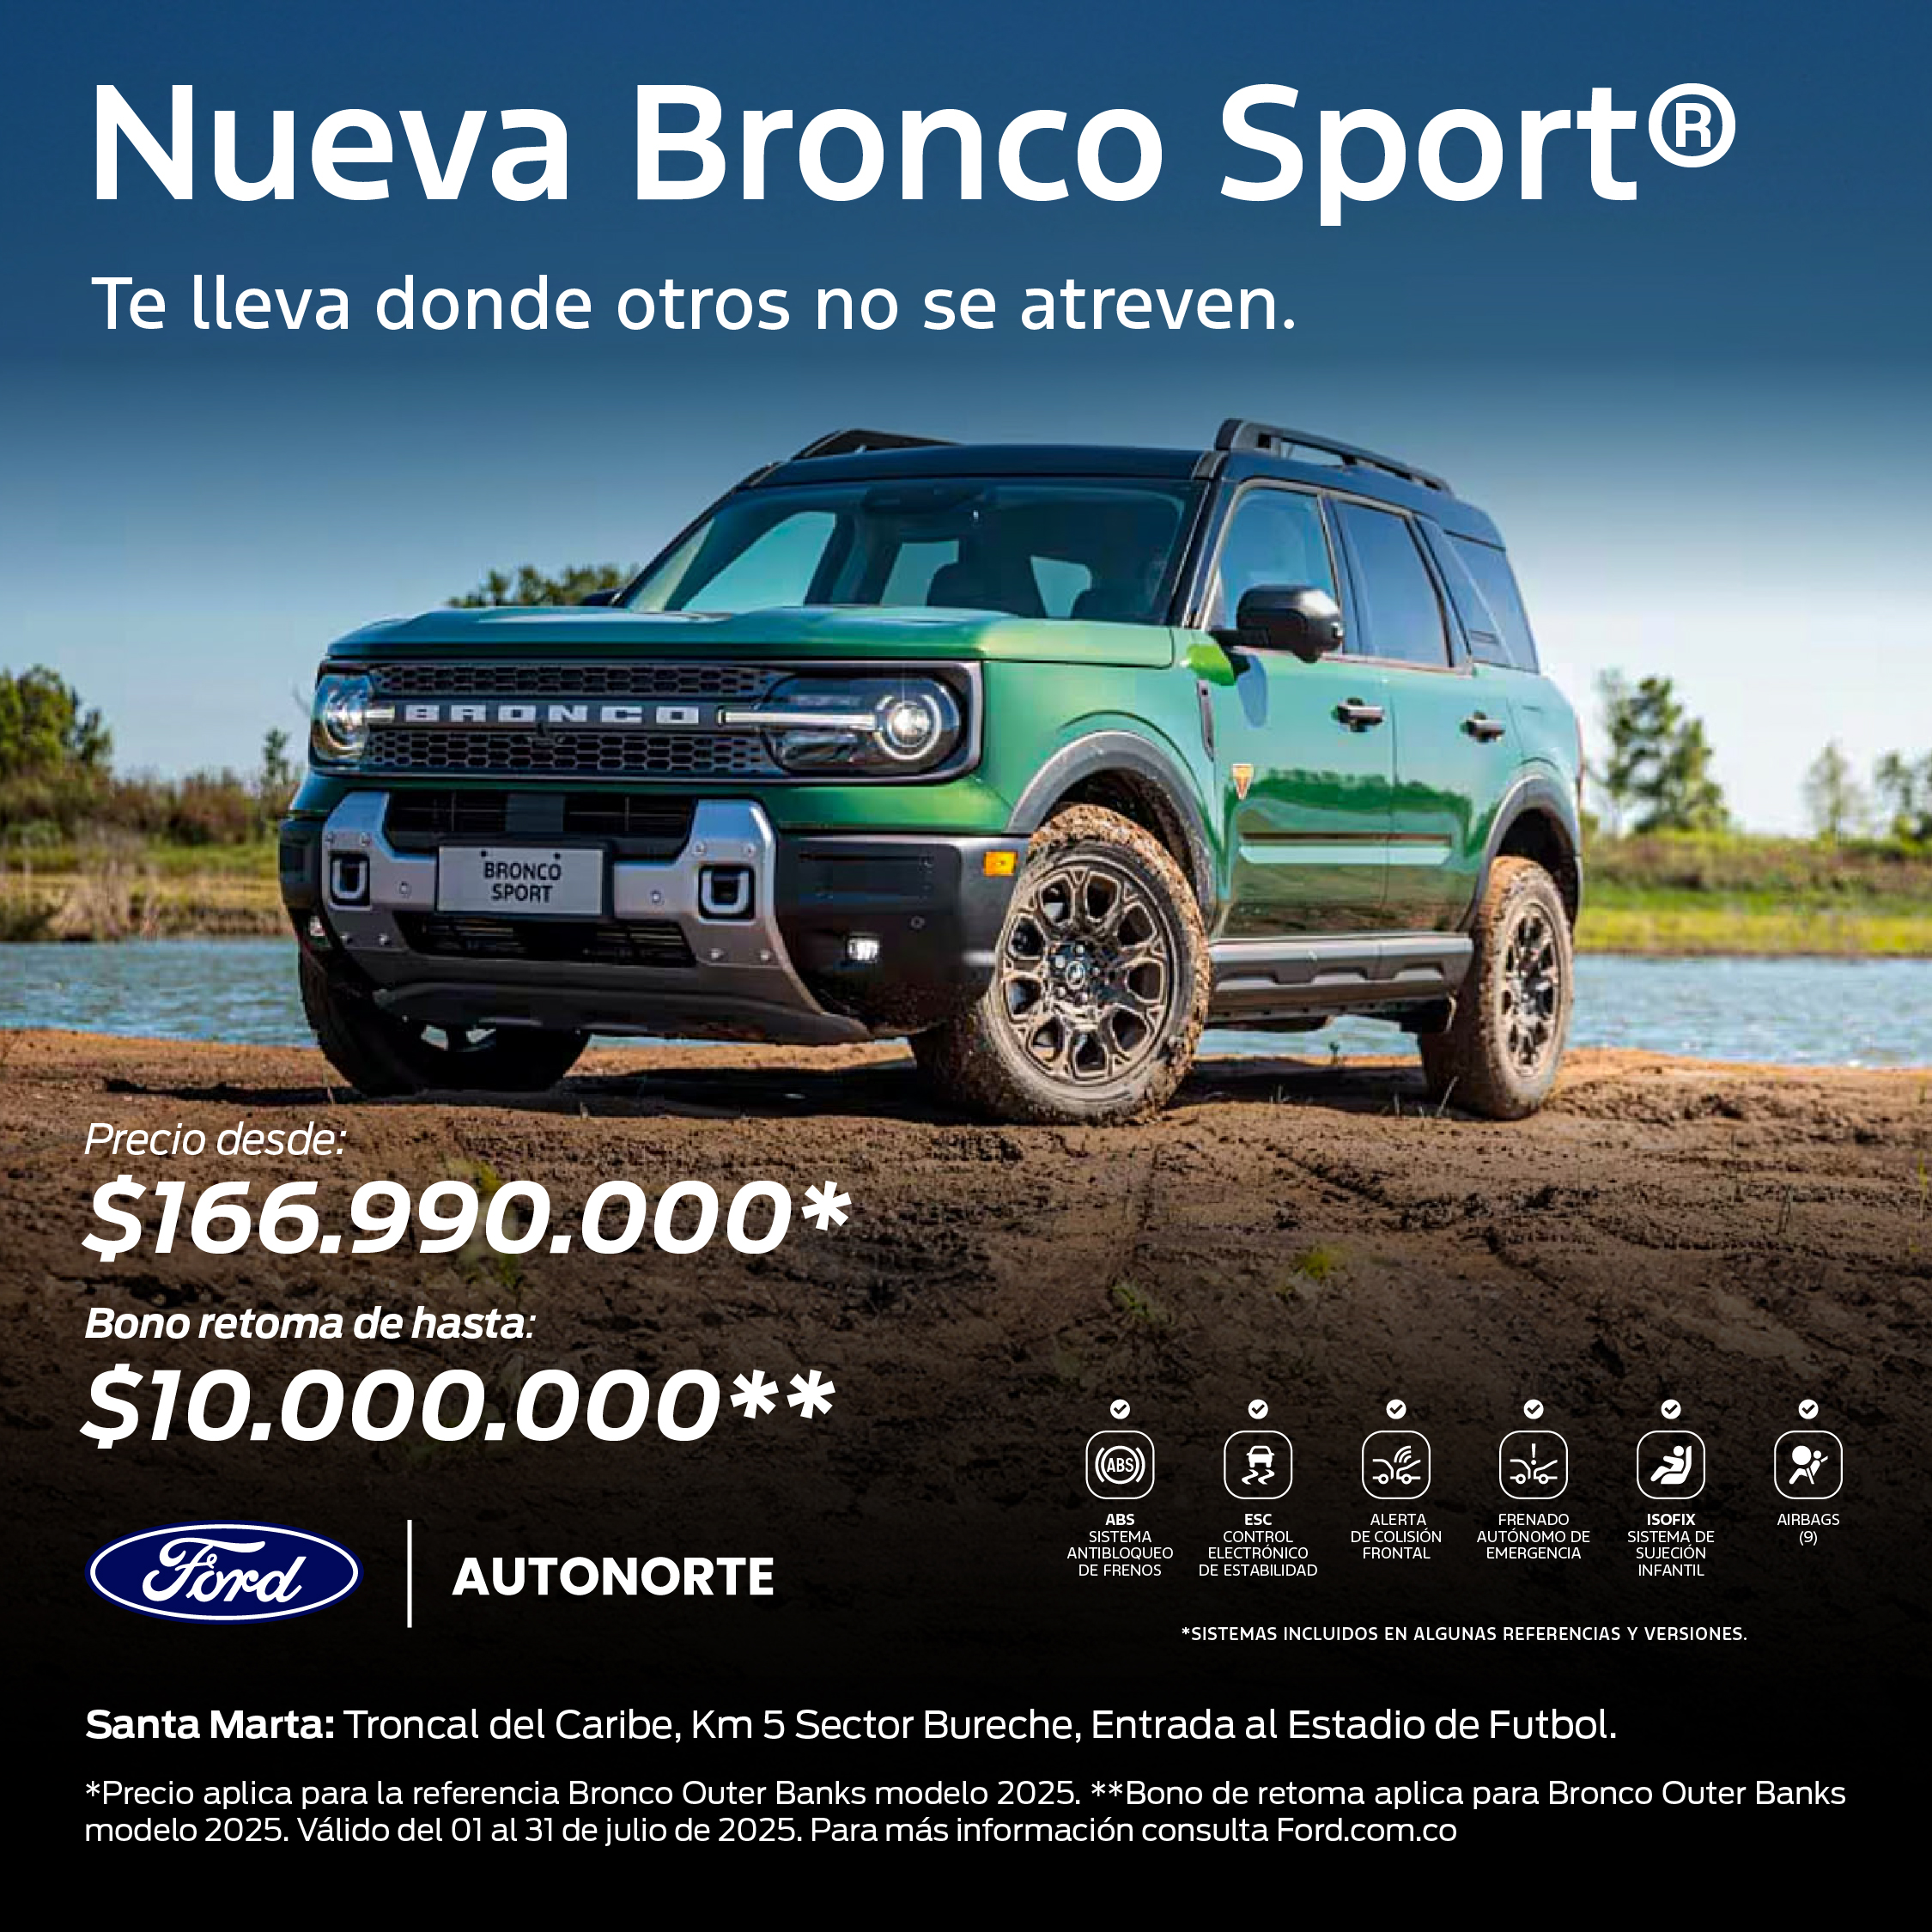 Nueva Bronco Sport®
Te lleva donde otros no se atreven.
BRONCO
BRONCO
SPORT
Precio desde:
$166.990.000*
Bono retoma de hasta:
$10.000.000**
ABS
ABS
SISTEMA
ANTIBLOQUEO
DE FRENOS
ESC
CONTROL
ELECTRÓNICO
DE ESTABILIDAD
ALERTA
DE COLISIÓN
FRONTAL
FRENADO
AUTÓNOMO DE
EMERGENCIA
ISOFIX
SISTEMA DE
SUJECIÓN
INFANTIL
AIRBAGS
(9)
*SISTEMAS INCLUIDOS EN ALGUNAS REFERENCIAS Y VERSIONES.
Ford
AUTONORTE
Santa Marta: Troncal del Caribe, Km 5 Sector Bureche, Entrada al Estadio de Futbol.
*Precio aplica para la referencia Bronco Outer Banks modelo 2025. **Bono de retoma aplica para Bronco Outer Banks
modelo 2025. Válido del 01 al 31 de julio de 2025. Para más información consulta Ford.com.co